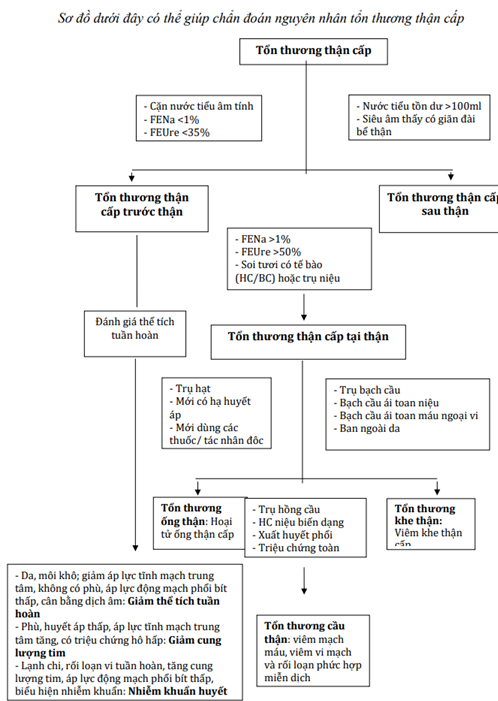 Sơ đồ dưới đây có thể giúp chẩn đoán nguyên nhân tổn thương thận cấp
Tổn thương thận cấp
- Cặn nước tiểu âm tính
- FENa <1%
- FEUre <35%
- Nước tiểu tồn dư >100ml
- Siêu âm thấy có giãn đài
bể thận
Tổn thương thận
cấp trước thận
Tổn thương thận cấp
sau thận
- FENa >1%
- FEUre >50%
- Soi tươi có tế bào
(HC/BC) hoặc trụ niệu
Đánh giá thể tích
tuần hoàn
Tổn thương thận cấp tại thận
- Trụ hạt
- Mới có hạ huyết
áp
- Mới dùng các
thuốc/ tác nhân độc
- Trụ bạch cầu
- Bạch cầu ái toan niệu
- Bạch cầu ái toan máu ngoại vi
- Ban ngoài da
Tổn thương
ống thận: Hoại
tử ống thận cấp
- Trụ hồng cầu
- HC niệu biến dạng
- Xuất huyết phổi
- Triệu chứng toàn
Tổn thương
khe thận:
Viêm khe thận
cấp
- Da, môi khô; giảm áp lực tĩnh mạch trung
tâm, không có phù, áp lực động mạch phổi bít
thấp, cân bằng dịch âm: Giảm thể tích tuần
hoàn
- Phù, huyết áp thấp, áp lực tĩnh mạch trung
tâm tăng, có triệu chứng hô hấp: Giảm cung
lượng tim
- Lạnh chi, rối loạn vi tuần hoàn, tăng cung
lượng tim, áp lực động mạch phổi bít thấp,
biểu hiện nhiễm khuẩn: Nhiễm khuẩn huyết
Tổn thương cầu
thận: viêm mạch
máu, viêm vi mạch
và rối loạn phức hợp
miễn dịch